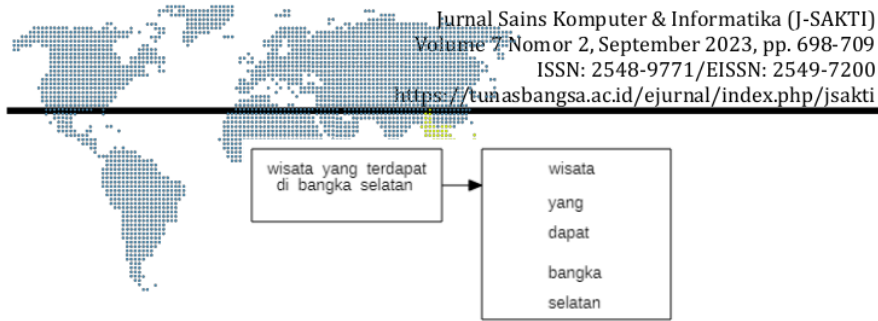 Jurnal Sains Komputer & Informatika (J-SAKTI)
Volume 7 Nomor 2, September 2023, pp. 698-709
ISSN: 2548-9771/EISSN: 2549-7200
https://tunasbangsa.ac.id/ejurnal/index.php/jsakti
wisata yang terdapat
di bangka selatan
wisata
yang
dapat
bangka
selatan